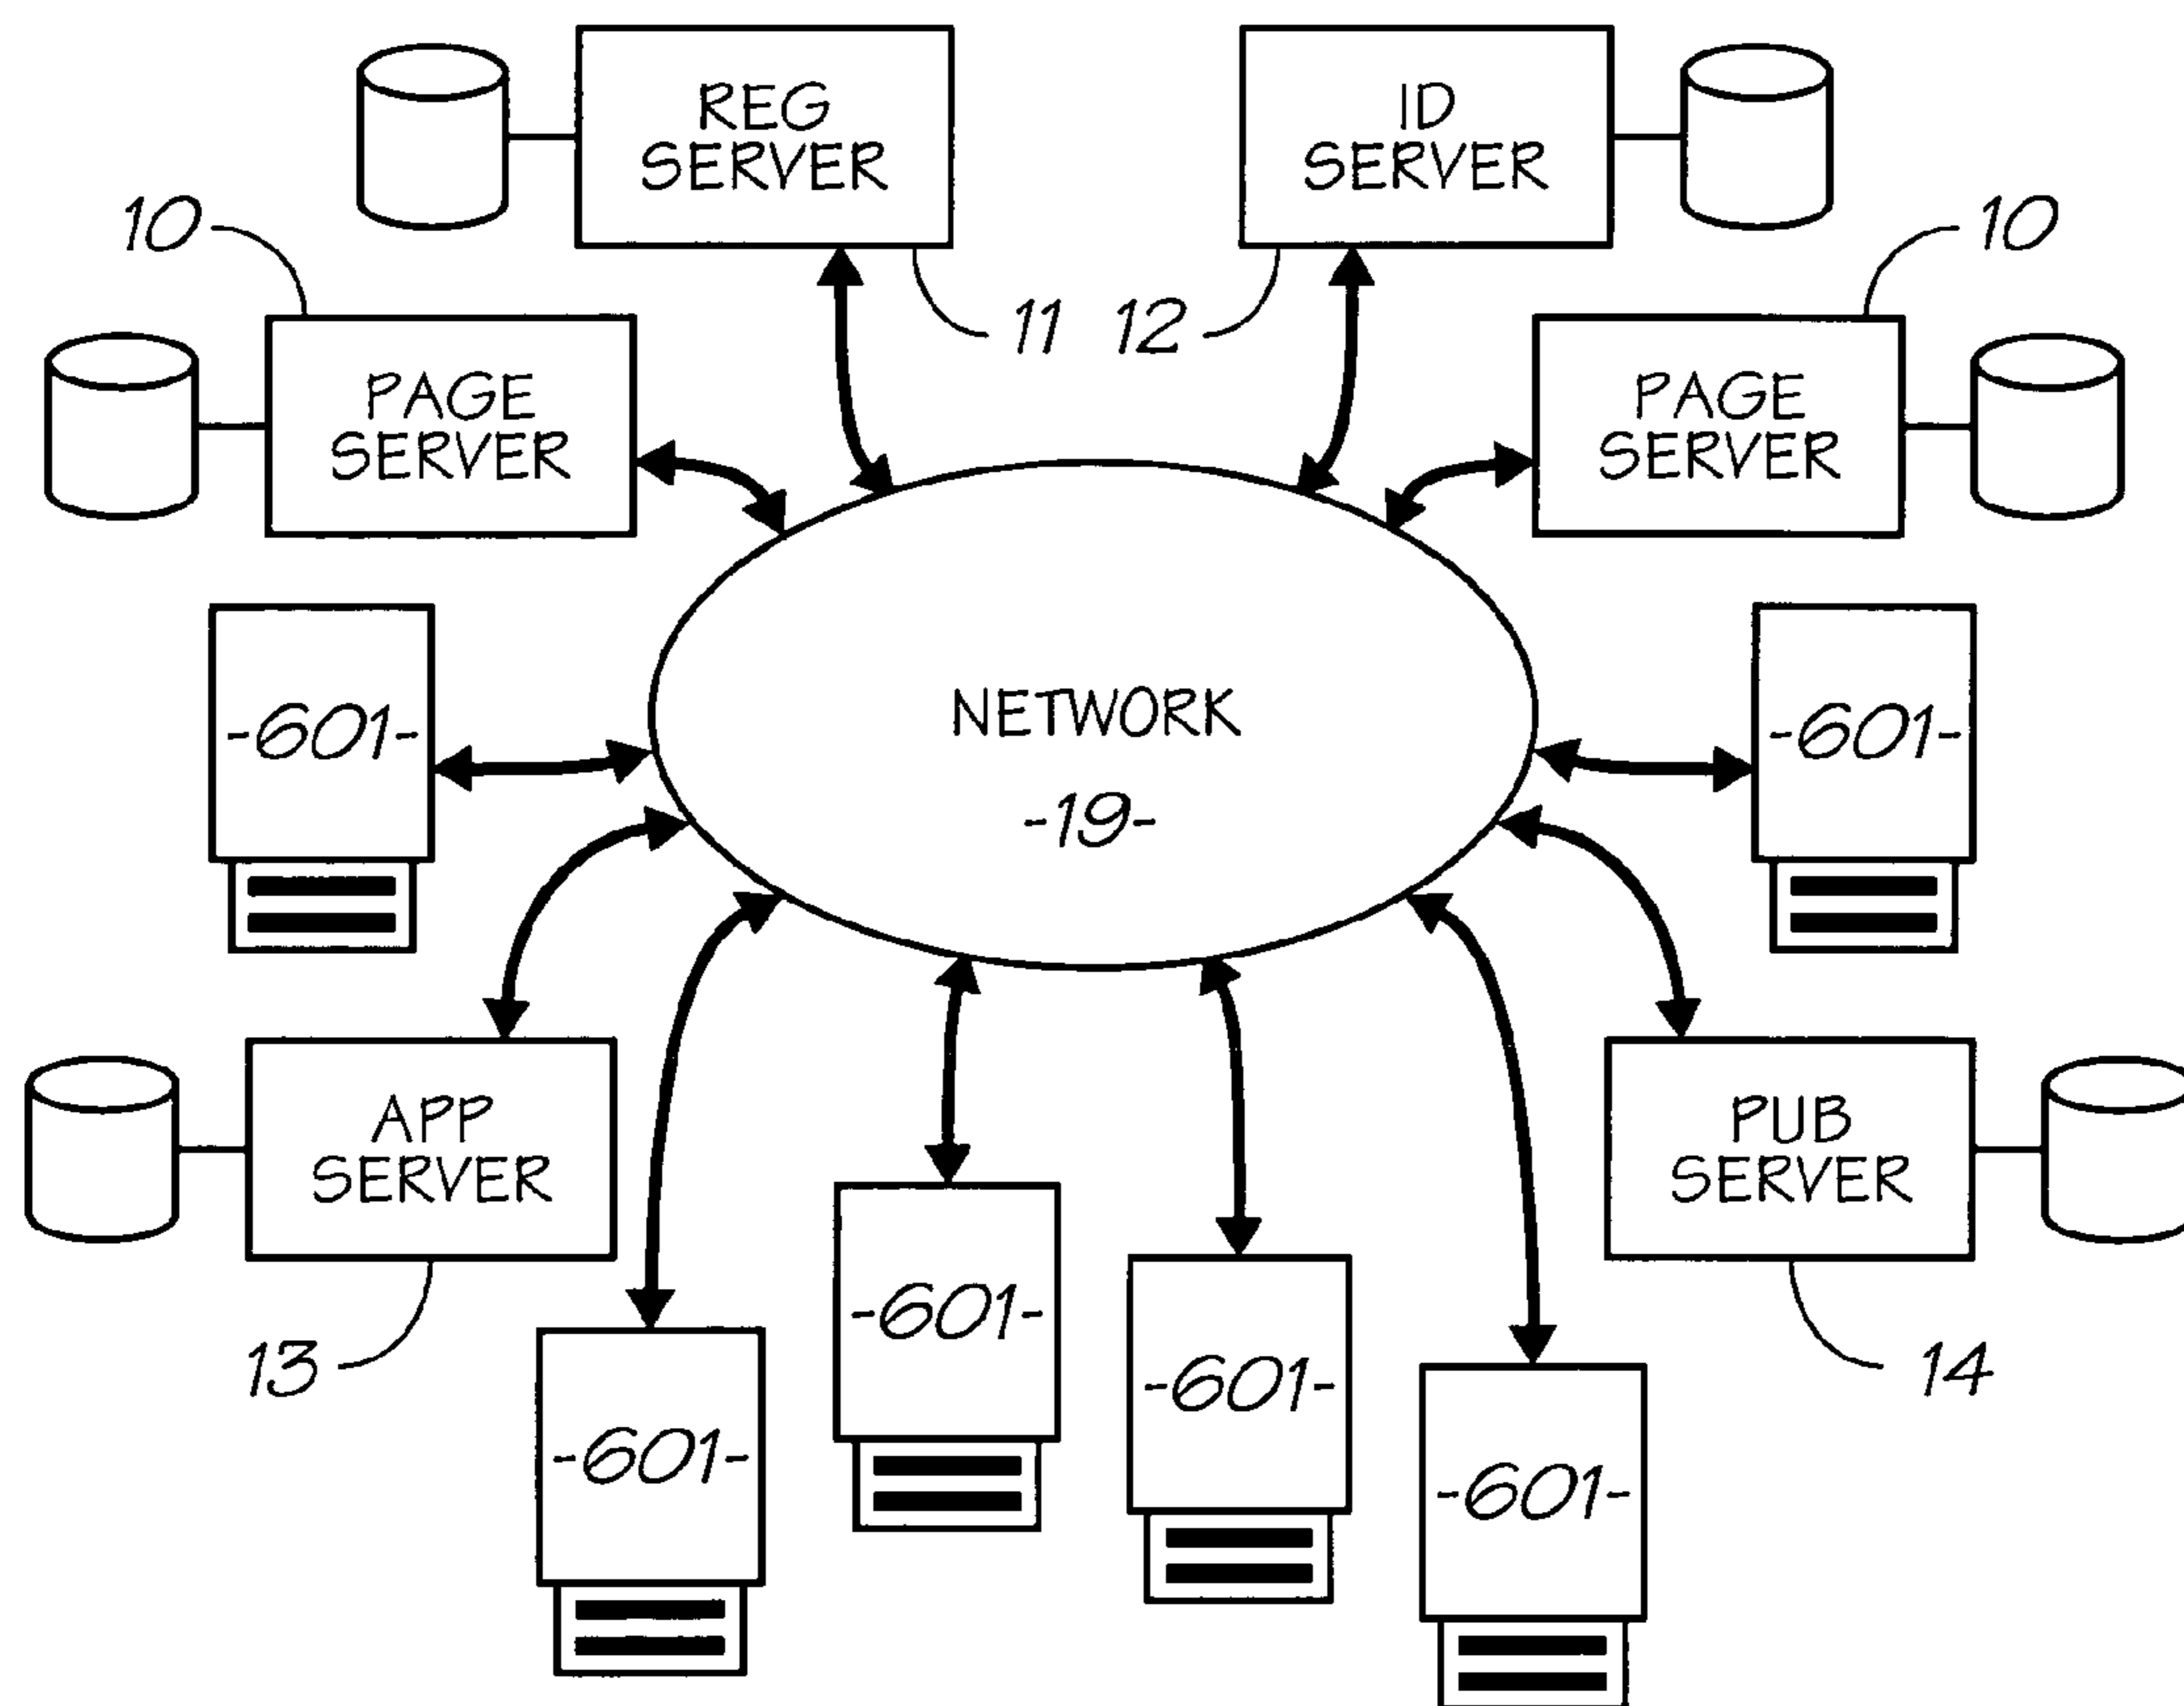 REG
SERVER
ID
SERVER
10
10
11
12
PAGE
SERVER
PAGE
SERVER
-601-
NETWORK
-19-
-601-
APP
SERVER
PUB
SERVER
13
-601-
-601-
-601-
-601-
14